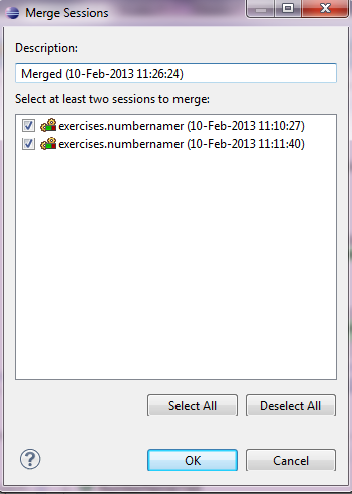 Merge Sessions
Description:
Merged (10-Feb-2013 11:26:24)
Select at least two sessions to merge:
exercises.numbernamer (10-Feb-2013 11:10:27)
exercises.numbernamer (10-Feb-2013 11:11:40)
Select All Deselect All
? OK Cancel